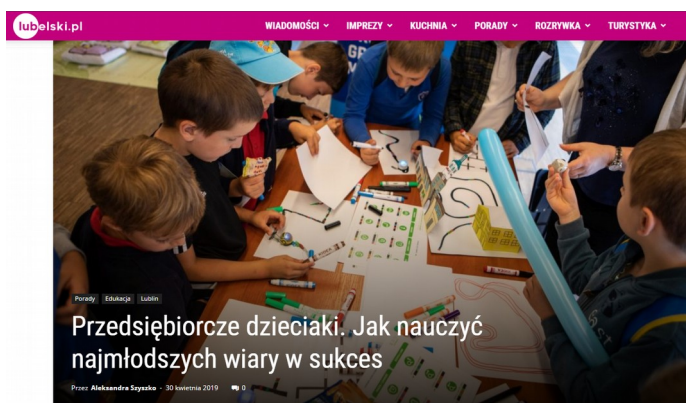 lubelski.pl
WIADOMOŚCI IMPREZY KUCHNIA PORADY ROZRYWKA TURYSTYKA
Porady Edukacja Lublin
Przedsiębiorcze dzieciaki. Jak nauczyć
najmłodszych wiary w sukces
Przez Aleksandra Szyszko - 30 kwietnia 2019 0